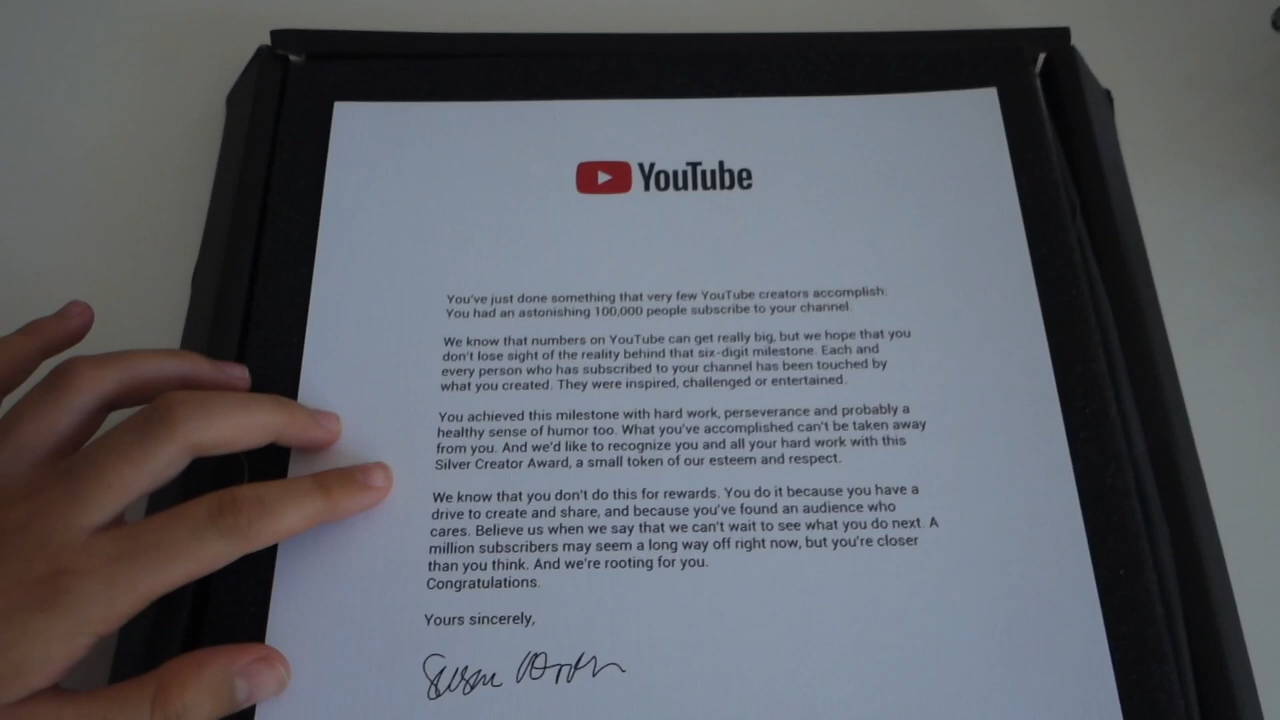 YouTube
You've just done something that very few YouTube creators accomplish:
You had an astonishing 100,000 people subscribe to your channel.
We know that numbers on YouTube can get really big, but we hope that you
don't lose sight of the reality behind that six-digit milestone. Each and
every person who has subscribed to your channel has been touched by
what you created. They were inspired, challenged or entertained.
You achieved this milestone with hard work, perseverance and probably a
healthy sense of humor too. What you've accomplished can't be taken away
from you. And we'd like to recognize you and all your hard work with this
Silver Creator Award, a small token of our esteem and respect.
We know that you don't do this for rewards. You do it because you have a
drive to create and share, and because you've found an audience who
cares. Believe us when we say that we can't wait to see what you do next. A
million subscribers may seem a long way off right now, but you're closer
than you think. And we're rooting for you.
Congratulations.
Yours sincerely,
Susan